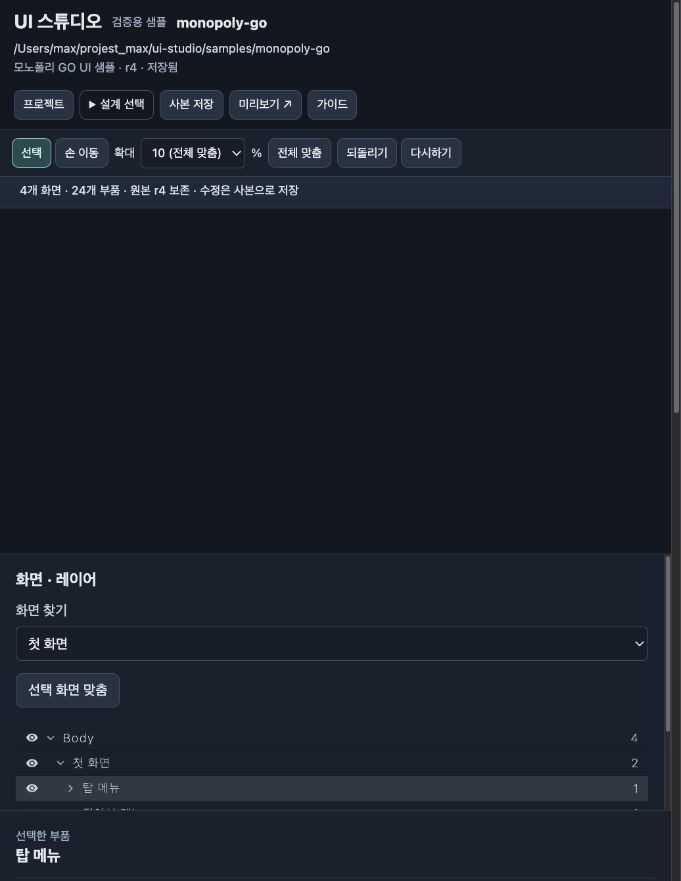 UI 스튜디오 검증용 샘플 monopoly-go
/Users/max/projest_max/ui-studio/samples/monopoly-go
모노폴리 GO UI 샘플 · r4 · 저장됨
프로젝트 ▶ 설계 선택 사본 저장 미리보기 ↗ 가이드
선택 손 이동 확대 10 (전체 맞춤) % 전체 맞춤 되돌리기 다시하기
4개 화면 · 24개 부품 · 원본 r4 보존 · 수정은 사본으로 저장
화면 · 레이어
화면 찾기
첫 화면
선택 화면 맞춤
Body 4
첫 화면 2
탑 메뉴 1
선택한 부품
탑 메뉴